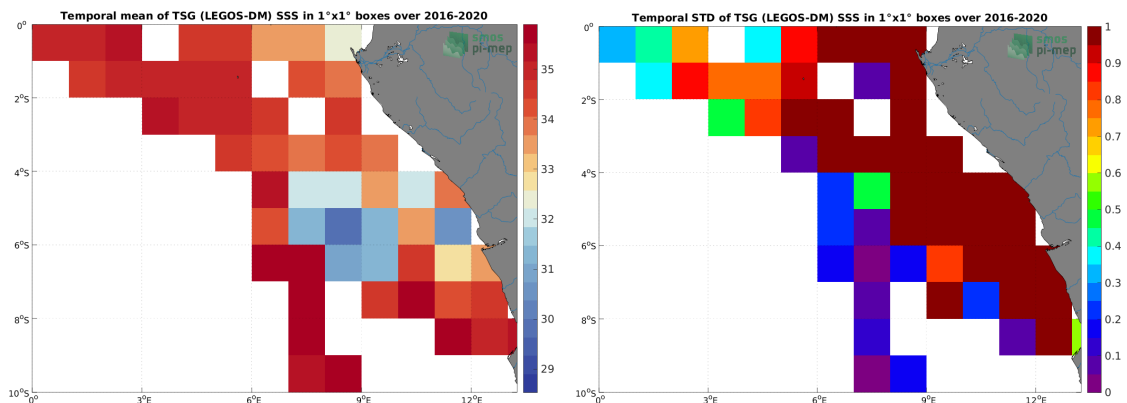 Temporal mean of TSG (LEGOS-DM) SSS in 1°x1° boxes over 2016-2020
smos
pi-mep
0°
2°S
4°S
6°S
8°S
10°S
0°
3°E
6°E
9°E
12°E
35
34
33
32
31
30
29
Temporal STD of TSG (LEGOS-DM) SSS in 1°x1° boxes over 2016-2020
smos
pi-mep
0°
2°S
4°S
6°S
8°S
10°S
0°
3°E
6°E
9°E
12°E
1
0.9
0.8
0.7
0.6
0.5
0.4
0.3
0.2
0.1
0